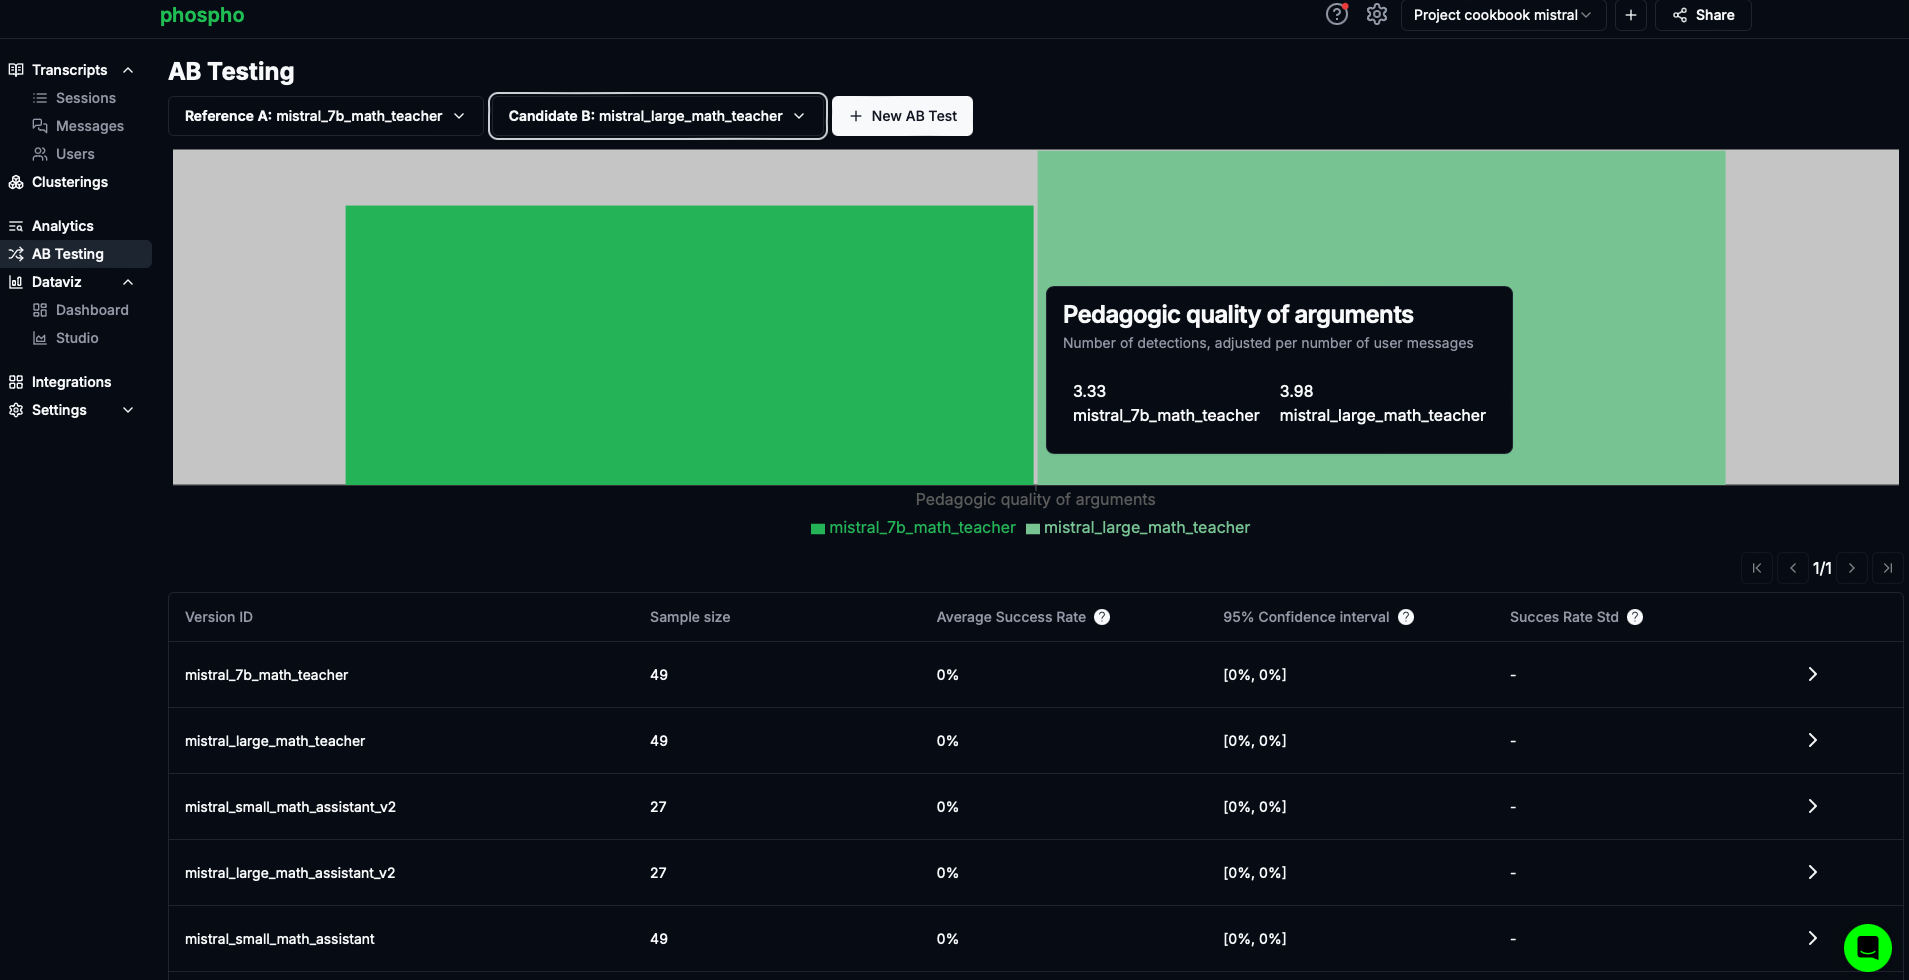 phospho
Project cookbook mistral
Share
Transcripts
Sessions
Messages
Users
Clusterings
Analytics
AB Testing
Dataviz
Dashboard
Studio
Integrations
Settings
AB Testing
Reference A: mistral_7b_math_teacher
Candidate B: mistral_large_math_teacher
+ New AB Test
Pedagogic quality of arguments
Number of detections, adjusted per number of user messages
3.33 3.98
mistral_7b_math_teacher mistral_large_math_teacher
Pedagogic quality of arguments
mistral_7b_math_teacher mistral_large_math_teacher
1/1
Version ID Sample size Average Success Rate ? 95% Confidence interval ? Succes Rate Std ?
mistral_7b_math_teacher 49 0% [0%, 0%] -
mistral_large_math_teacher 49 0% [0%, 0%] -
mistral_small_math_assistant_v2 27 0% [0%, 0%] -
mistral_large_math_assistant_v2 27 0% [0%, 0%] -
mistral_small_math_assistant 49 0% [0%, 0%] -